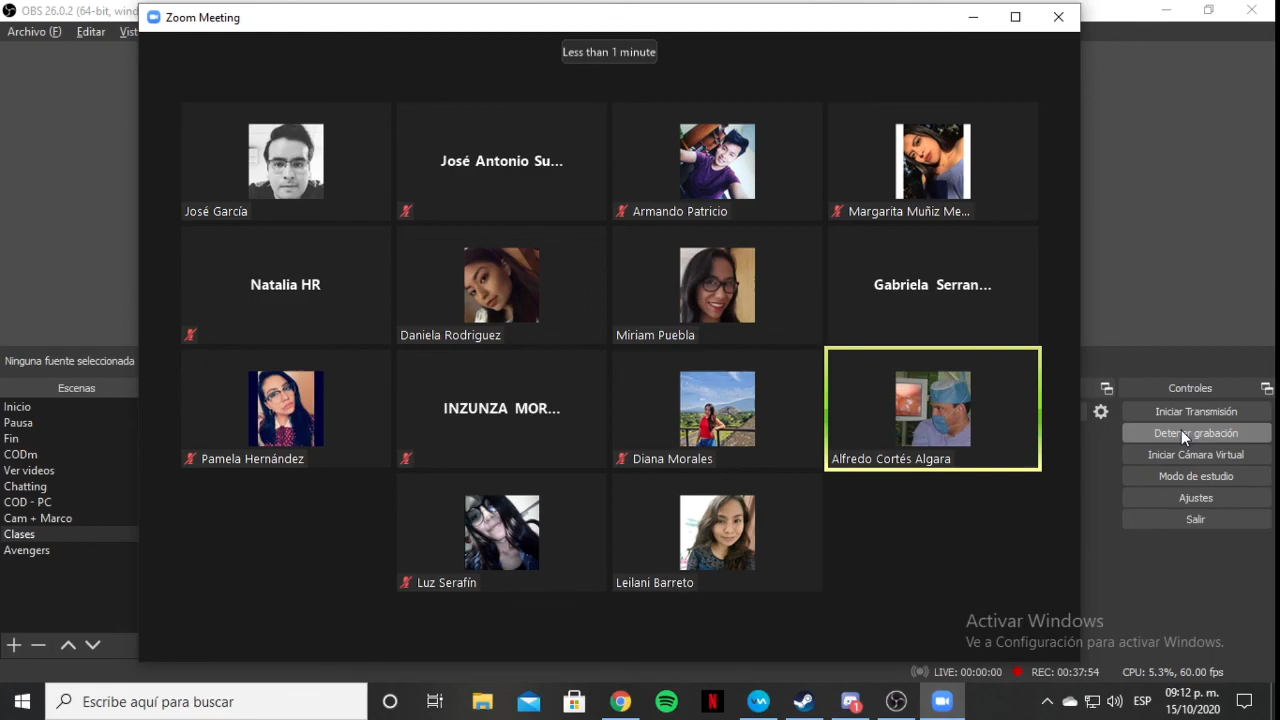 OBS 26.0.2 (64-bit, wind
Archivo (F) Editar Vist
Zoom Meeting
Less than 1 minute
José García
José Antonio Su...
Armando Patricio
Margarita Muñiz Me...
Natalia HR
Daniela Rodriguez
Miriam Puebla
Gabriela Serran...
Pamela Hernández
INZUNZA MOR...
Diana Morales
Alfredo Cortés Algara
Luz Serafín
Leilani Barreto
Ninguna fuente seleccionada
Escenas
Inicio
Pausa
Fin
CODm
Ver videos
Chatting
COD - PC
Cam + Marco
Clases
Avengers
Controles
Iniciar Transmisión
Detener grabación
Iniciar Cámara Virtual
Modo de estudio
Ajustes
Salir
Activar Windows
Ve a Configuración para activar Windows.
LIVE: 00:00:00 REC: 00:37:54 CPU: 5.3%, 60.00 fps
Escribe aquí para buscar
ESP
09:12 p. m.
15/10/2020